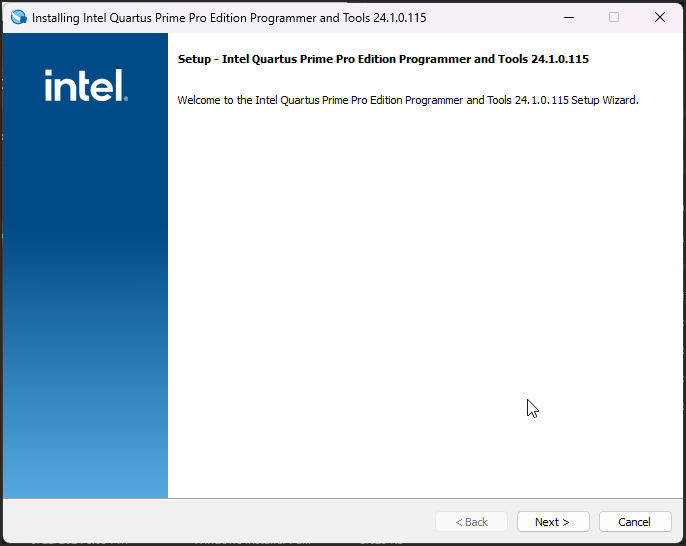 Installing Intel Quartus Prime Pro Edition Programmer and Tools 24.1.0.115
intel.
Setup - Intel Quartus Prime Pro Edition Programmer and Tools 24.1.0.115
Welcome to the Intel Quartus Prime Pro Edition Programmer and Tools 24.1.0.115 Setup Wizard.
< Back
Next >
Cancel